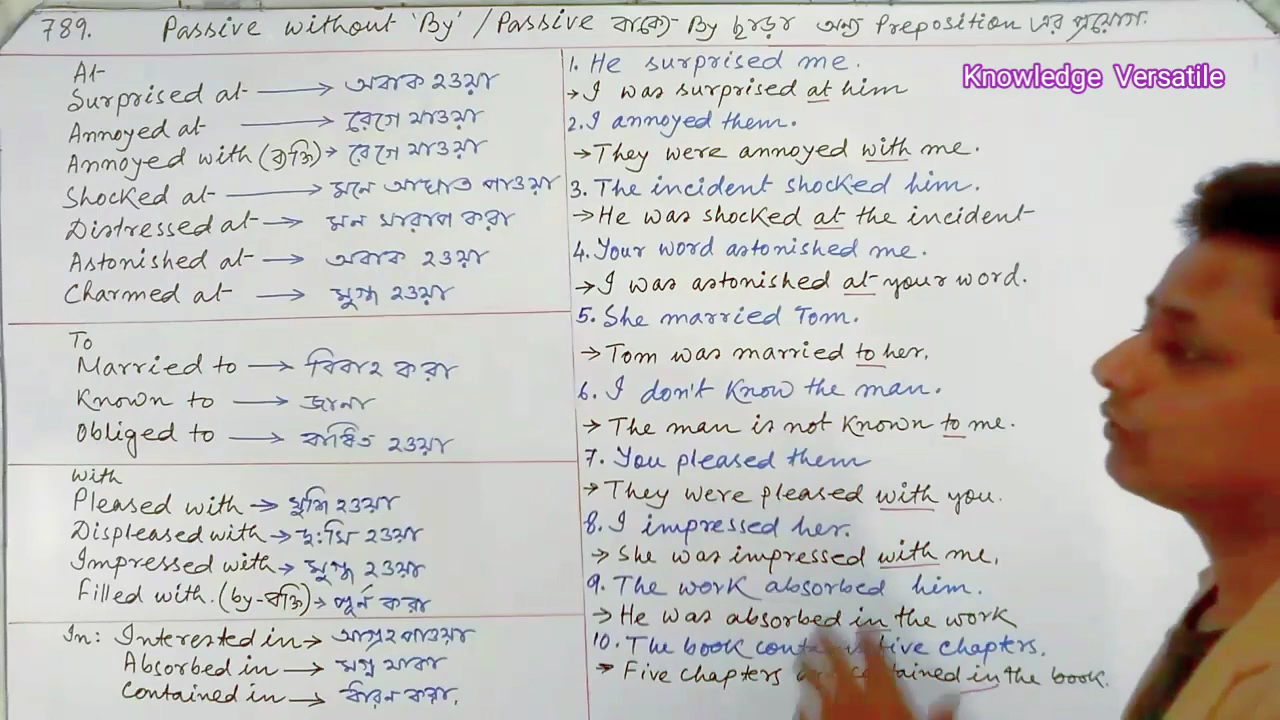 789. Passive without 'By' / Passive বাক্যে By ছাড়া অন্য Preposition এর প্রয়োগ.
Knowledge Versatile
At
Surprised at → অবাক হওয়া
Annoyed at → রেগে যাওয়া
Annoyed with (ব্যক্তি) → রেগে যাওয়া
Shocked at → মনে আঘাত পাওয়া
Distressed at → মন খারাপ করা
Astonished at → অবাক হওয়া
Charmed at → মুগ্ধ হওয়া
To
Married to → বিবাহ করা
Known to → জানা
Obliged to → বাধিত হওয়া
With
Pleased with → খুশি হওয়া
Displeased with → দুঃখি হওয়া
Impressed with → মুগ্ধ হওয়া
Filled with. (by-ব্যক্তি) → পূর্ন করা
In: Interested in → আগ্রহ পাওয়া
Absorbed in → মগ্ন থাকা
Contained in → ধারন করা.
1. He surprised me.
→ I was surprised at him
2. I annoyed them.
→ They were annoyed with me.
3. The incident shocked him.
→ He was shocked at the incident
4. Your word astonished me.
→ I was astonished at your word.
5. She married Tom.
→ Tom was married to her.
6. I don't know the man.
→ The man is not known to me.
7. You pleased them
→ They were pleased with you.
8. I impressed her.
→ She was impressed with me.
9. The work absorbed him.
→ He was absorbed in the work
10. The book five chapters.
→ Five chapters in the book.